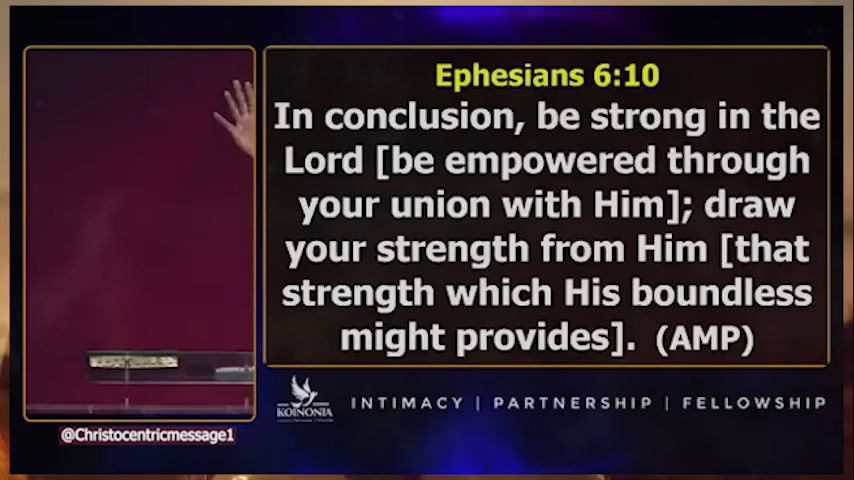 Ephesians 6:10
In conclusion, be strong in the
Lord [be empowered through
your union with Him]; draw
your strength from Him [that
strength which His boundless
might provides]. (AMP)
KOINONIA
INTIMACY | PARTNERSHIP | FELLOWSHIP
@Christocentricmessage1